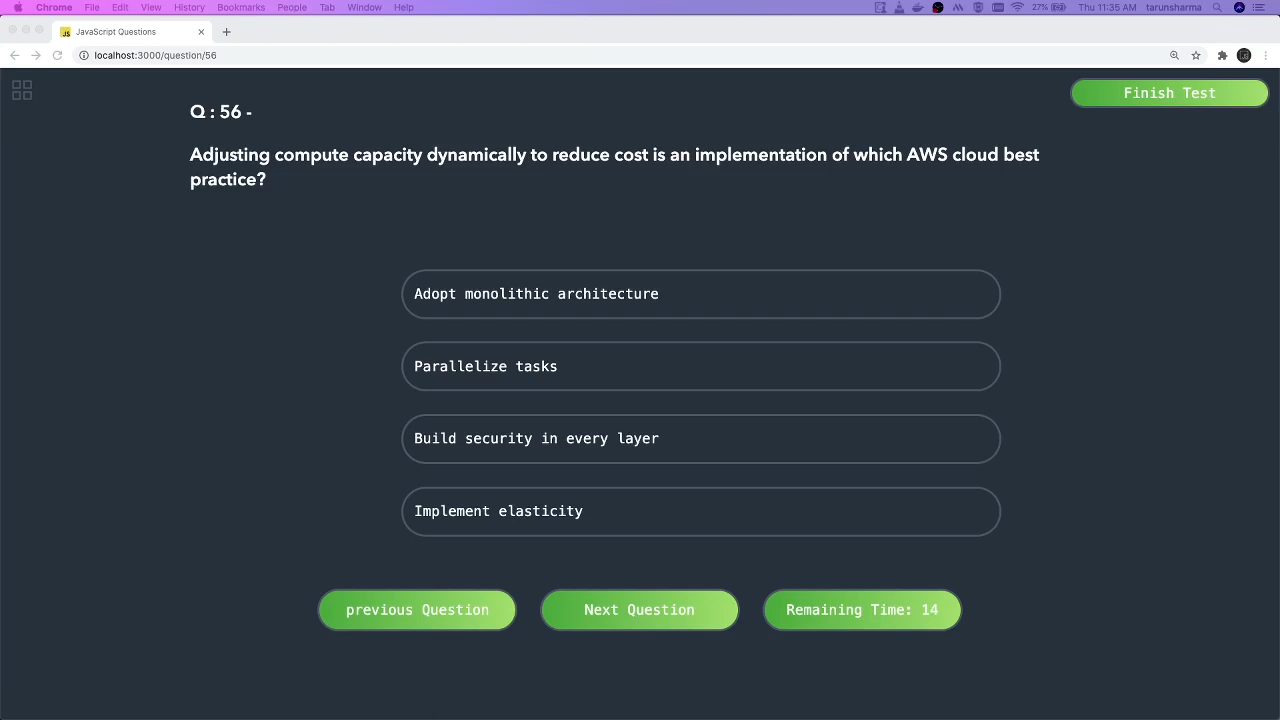 Chrome File Edit View History Bookmarks People Tab Window Help 27% Thu 11:35 AM tarunsharma
JS JavaScript Questions
localhost:3000/question/56
Finish Test
Q : 56 -
Adjusting compute capacity dynamically to reduce cost is an implementation of which AWS cloud best
practice?
Adopt monolithic architecture
Parallelize tasks
Build security in every layer
Implement elasticity
previous Question Next Question Remaining Time: 14